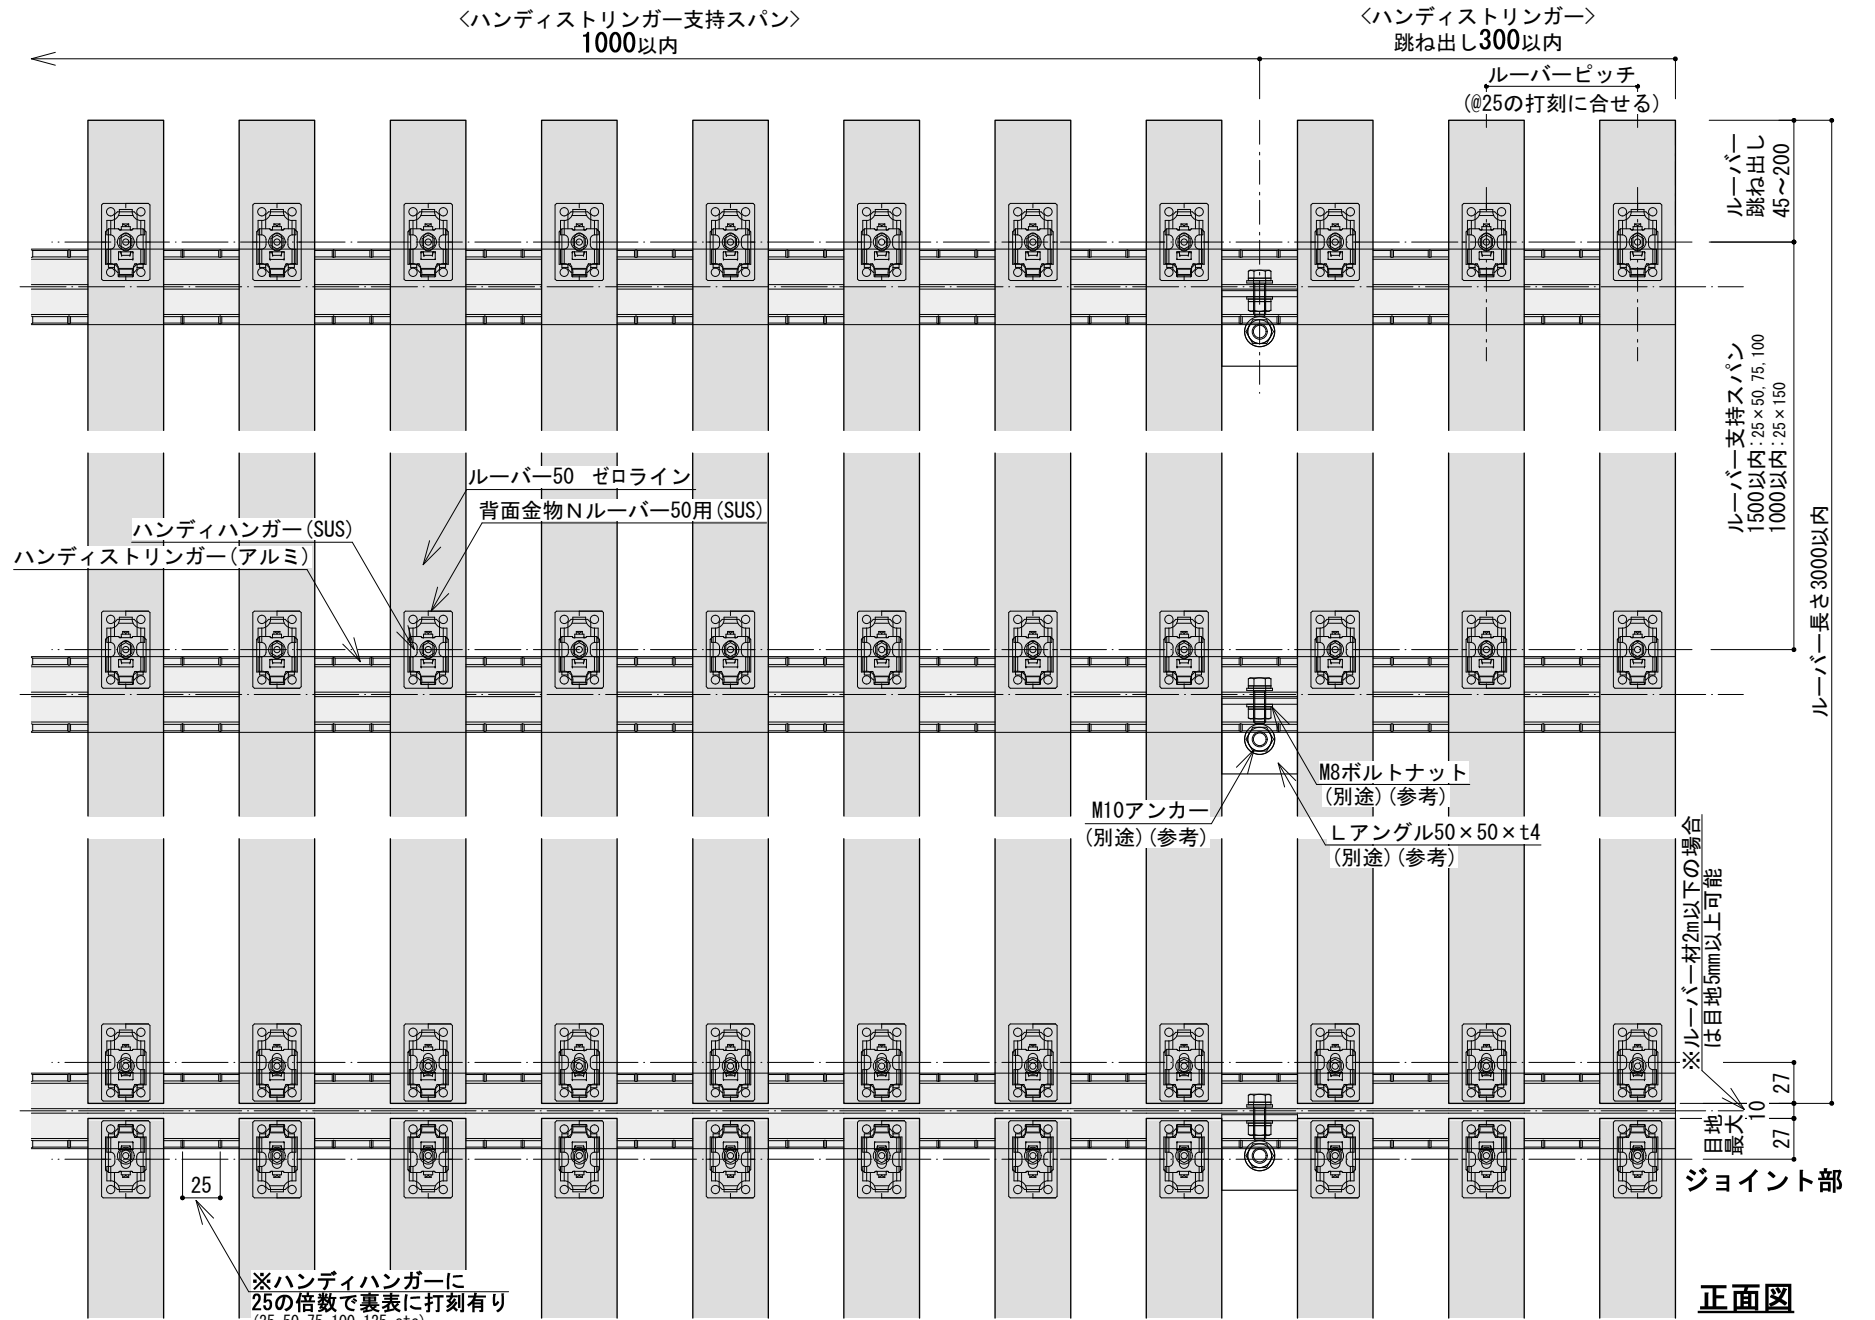 〈ハンディストリンガー支持スパン〉
1000以内
〈ハンディストリンガー〉
跳ね出し300以内
ルーバーピッチ
(@25の打刻に合せる)
ルーバー
跳ね出し
45~200
ルーバー支持スパン
1500以内:25×50,75,100
1000以内:25×150
ルーバー長さ3000以内
ルーバー50 ゼロライン
背面金物Nルーバー50用(SUS)
ハンディハンガー(SUS)
ハンディストリンガー(アルミ)
M8ボルトナット
(別途)(参考)
M10アンカー
(別途)(参考)
Lアングル50×50×t4
(別途)(参考)
※ルーバー材2m以下の場合
は目地5mm以上可能
27
10
27
目地
最大
ジョイント部
25
※ハンディハンガーに
25の倍数で裏表に打刻有り
(25,50,75,100,125…etc)
正面図